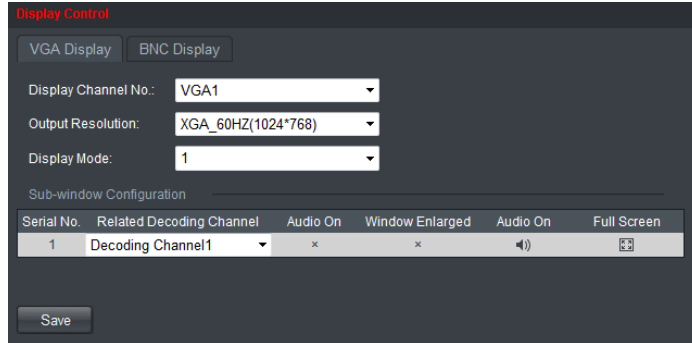 Display Control
VGA Display BNC Display
Display Channel No.: VGA1
Output Resolution: XGA_60HZ(1024*768)
Display Mode: 1
Sub-window Configuration
Serial No. Related Decoding Channel Audio On Window Enlarged Audio On Full Screen
1 Decoding Channel1 × ×
Save